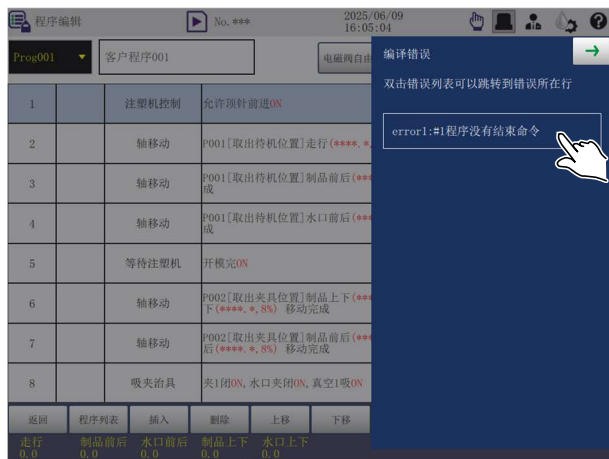 程序编辑
No. ***
2025/06/09
16:05:04
Prog001
客户程序001
电磁阀自由
编译错误
双击错误列表可以跳转到错误所在行
error1:#1程序没有结束命令
1 注塑机控制 允许顶针前进ON
2 轴移动 P001[取出待机位置]走行(****.*,
3 轴移动 P001[取出待机位置]制品前后(***
成
4 轴移动 P001[取出待机位置]水口前后(***
成
5 等待注塑机 开模完ON
6 轴移动 P002[取出夹具位置]制品上下(***
下(****.*,8%) 移动完成
7 轴移动 P002[取出夹具位置]制品前后(***
后(****.*,8%) 移动完成
8 吸夹治具 夹1闭ON,水口夹闭ON,真空1吸ON
返回 程序列表 插入 删除 上移 下移
走行 制品前后 水口前后 制品上下 水口上下
0.0 0.0 0.0 0.0 0.0